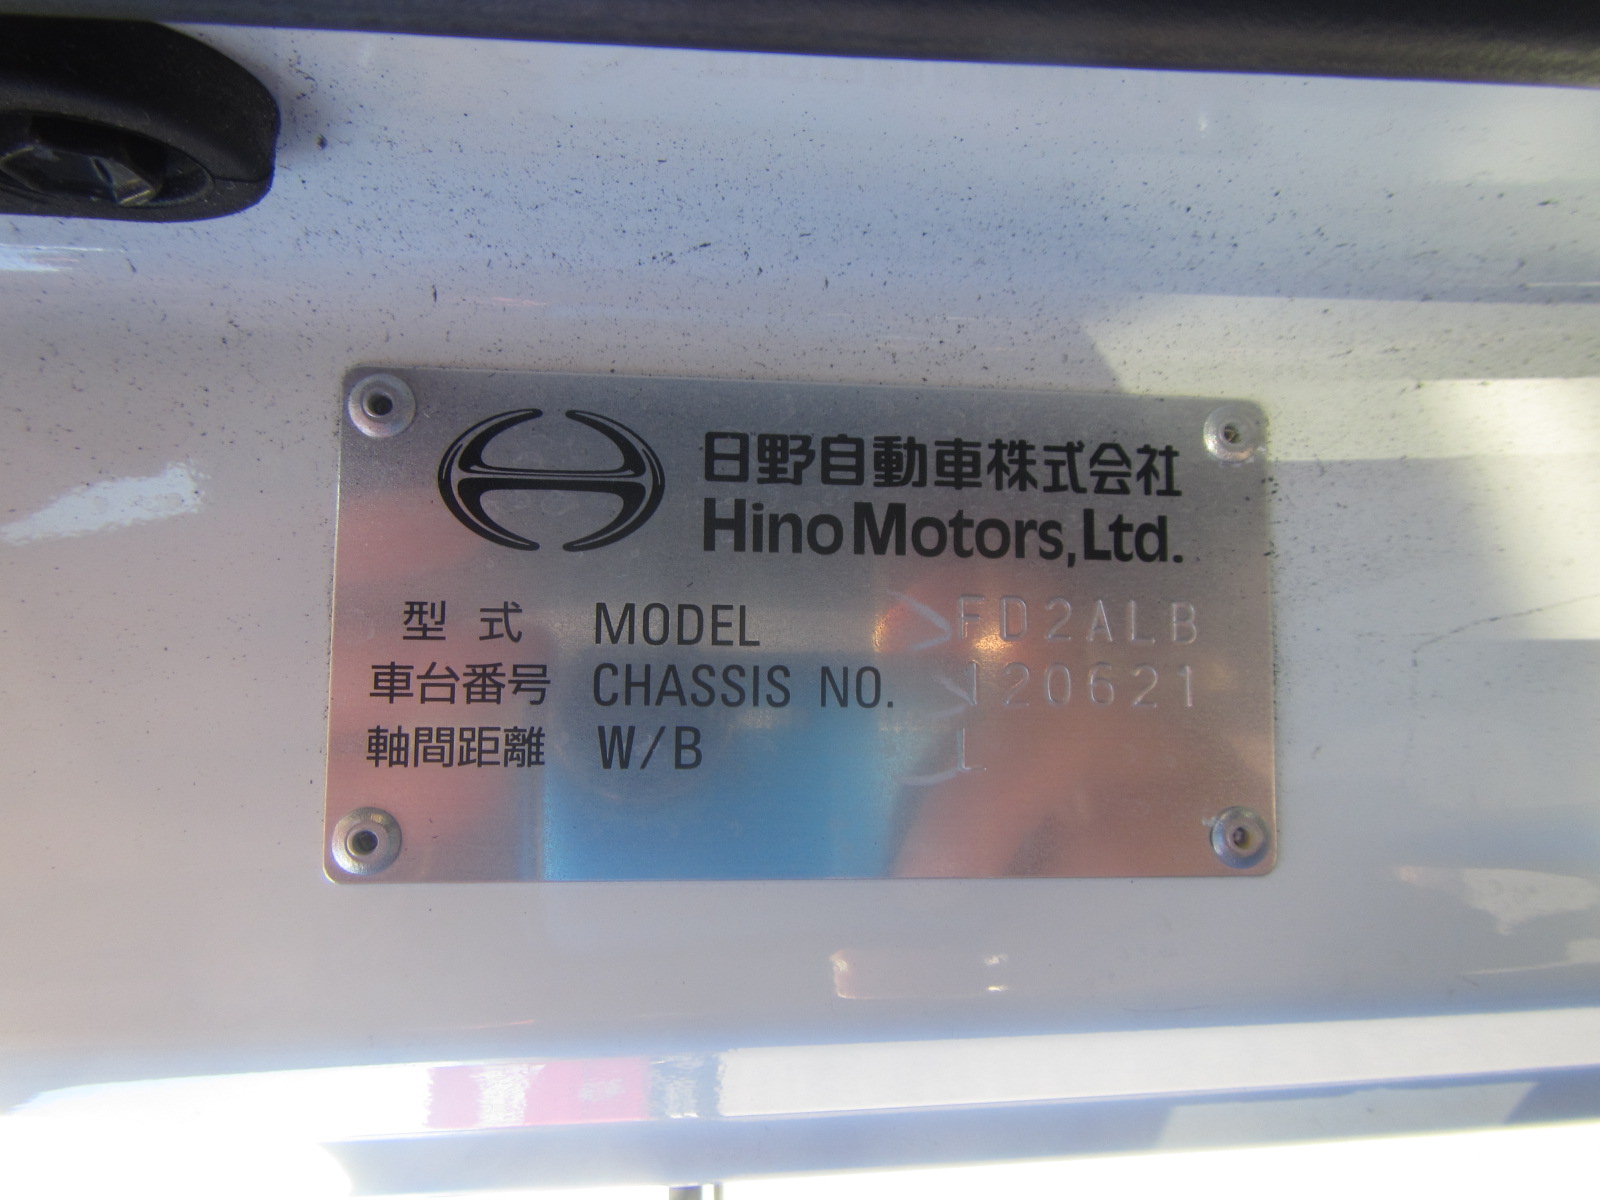 日野自動車株式会社
Hino Motors, Ltd.
型式 MODEL FD2ALB
車台番号 CHASSIS NO. 120621
軸間距離 W/B L